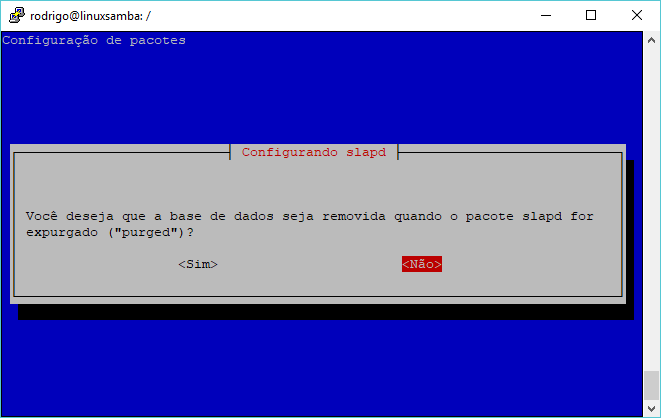 rodrigo@linuxsamba: /
Configuração de pacotes
Configurando slapd
Você deseja que a base de dados seja removida quando o pacote slapd for
expurgado ("purged")?
<Sim> <Não>